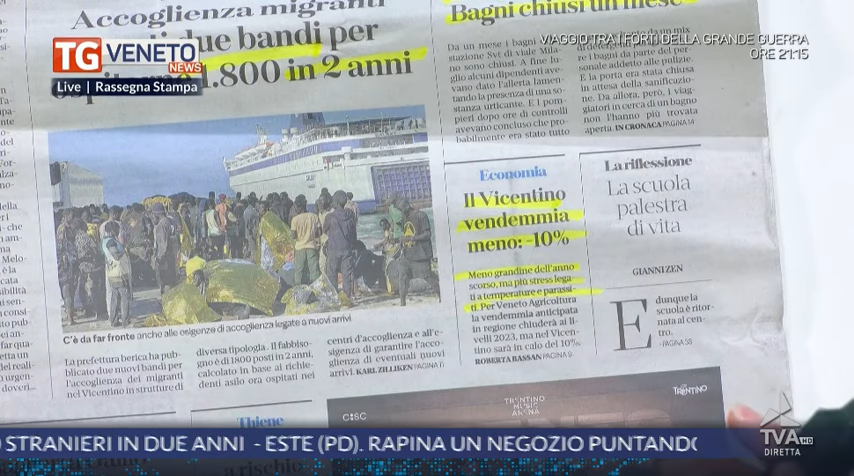 Accoglienza migranti
due bandi per
1.800 in 2 anni
TG VENETO
NEWS
Live | Rassegna Stampa
Bagni chiusi un mese
VIAGGIO TRA I FORTI DELLA GRANDE GUERRA
ORE 21:15
Da un mese i bagni della
stazione Svt di viale Mila-
no sono chiusi. A fine lu-
glio alcuni dipendenti ave-
vano dato l'allerta lamen-
tando la presenza di una so-
stanza urticante. E i pom-
pieri dopo ore di controlli
avevano concluso che pro-
babilmente era stato tutto
per i bagni da parte del per-
sonale addetto alle pulizie.
E la porta era stata chiusa
in attesa della sanificazio-
ne. Da allora, però, i viag-
giatori in cerca di un bagno
non l'hanno più trovata
aperta. IN CRONACA PAGINA 14
Economia
Il Vicentino
vendemmia
meno: -10%
Meno grandine dell'anno
scorso, ma più stress lega-
ti a temperature e parassi-
ti. Per Veneto Agricoltura
la vendemmia anticipata
in regione chiuderà ai li-
velli 2023, ma nel Vicen-
tino sarà in calo del 10%.
ROBERTA BASSAN PAGINA 9
La riflessione
La scuola
palestra
di vita
GIANNI ZEN
E dunque la
scuola è ritor-
nata al cen-
tro.
PAGINA 38
C'è da far fronte anche alle esigenze di accoglienza legate a nuovi arrivi
La prefettura berica ha pub-
blicato due nuovi bandi per
l'accoglienza dei migranti
nel Vicentino in strutture di
diversa tipologia. Il fabbiso-
gno è di 1800 posti in 2 anni,
calcolato in base ai richie-
denti asilo ora ospitati nei
centri d'accoglienza e all'e-
sigenza di garantire l'acco-
glienza di eventuali nuovi
arrivi. KARL ZILLIKEN PAGINA 11
Thiene
a rischio
CISC
TRENTINO
MUSIC
ARENA
TRENTINO
STRANIERI IN DUE ANNI - ESTE (PD). RAPINA UN NEGOZIO PUNTANDO
TVA HD
DIRETTA